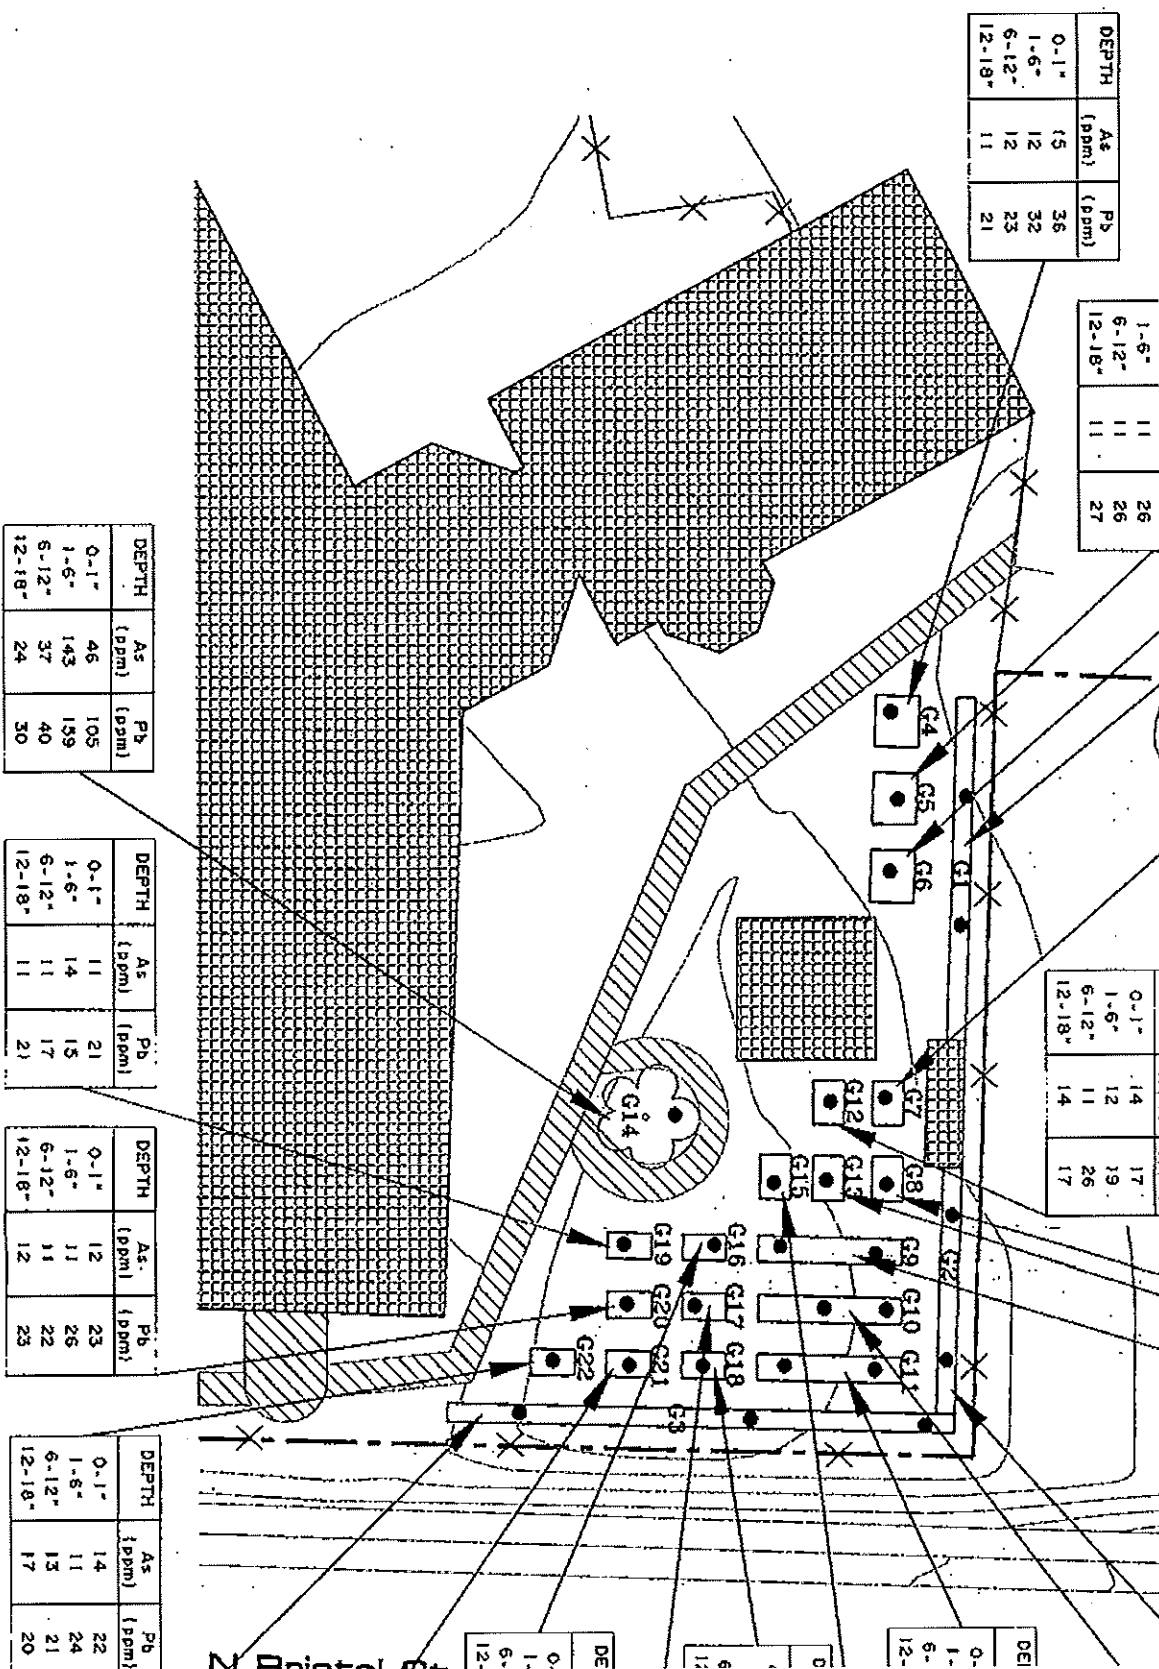 DEPTH As (ppm) Pb (ppm)
0-1" 15 36
1-6" 12 32
6-12" 12 23
12-18" 11 21
1-6" 11 26
6-12" 11 26
12-18" 11 27
0-1" 14 17
1-6" 12 19
6-12" 11 26
12-18" 14 17
G4
G5
G6
G1
G7
G12
G8
G13
G15
G14
G2
G9
G10
G11
G16
G17
G18
G19
G20
G21
G22
G3
DEPTH As (ppm) Pb (ppm)
0-1" 46 105
1-6" 143 159
6-12" 37 40
12-18" 24 30
DEPTH As (ppm) Pb (ppm)
0-1" 11 21
1-6" 14 15
6-12" 11 17
12-18" 11 21
DEPTH As (ppm) Pb (ppm)
0-1" 12 23
1-6" 11 26
6-12" 11 22
12-18" 12 23
DEPTH As (ppm) Pb (ppm)
0-1" 14 22
1-6" 11 24
6-12" 13 21
12-18" 17 20